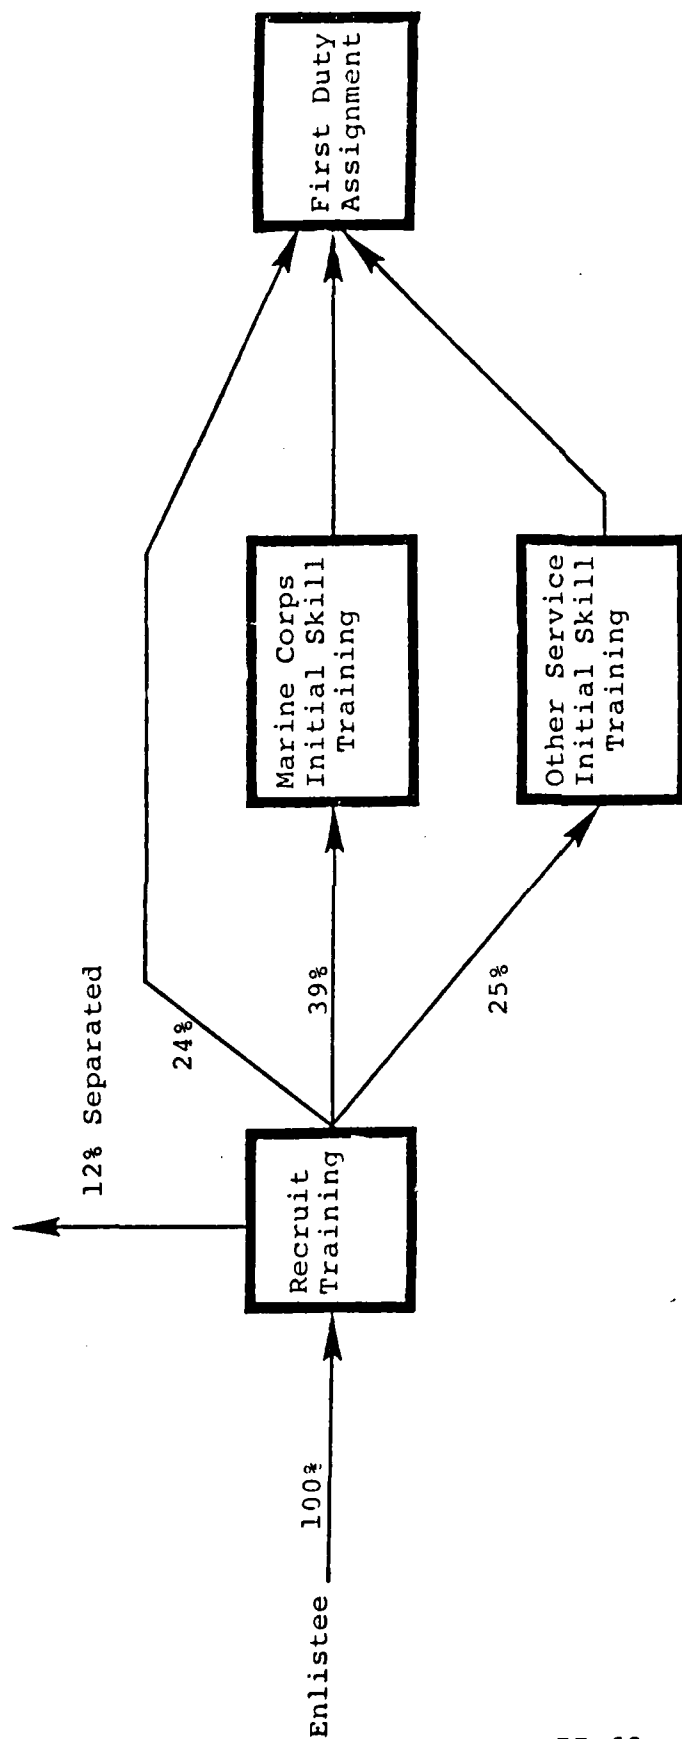 12% Separated
Enlistee
100%
Recruit
Training
24%
39%
25%
Marine Corps
Initial Skill
Training
Other Service
Initial Skill
Training
First Duty
Assignment